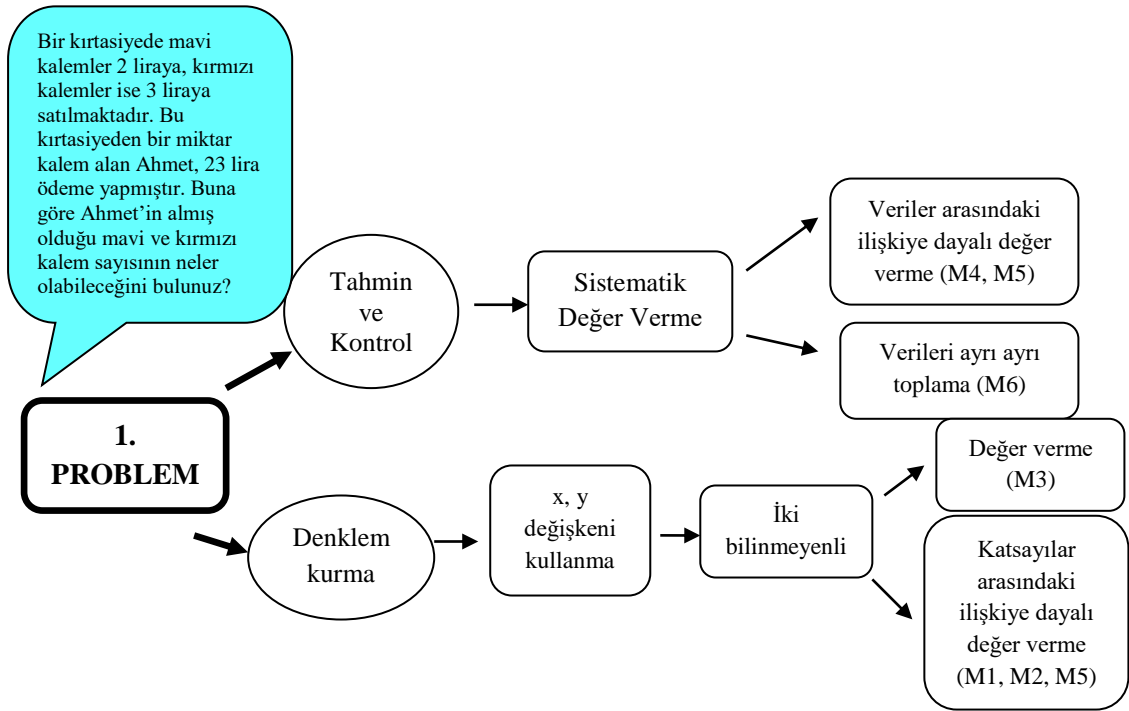 Bir kırtasiyede mavi
kalemler 2 liraya, kırmızı
kalemler ise 3 liraya
satılmaktadır. Bu
kırtasiyeden bir miktar
kalem alan Ahmet, 23 lira
ödeme yapmıştır. Buna
göre Ahmet’in almış
olduğu mavi ve kırmızı
kalem sayısının neler
olabileceğini bulunuz?
1.
PROBLEM
Tahmin
ve
Kontrol
Sistematik
Değer Verme
Veriler arasındaki
ilişkiye dayalı değer
verme (M4, M5)
Verileri ayrı ayrı
toplama (M6)
Denklem
kurma
x, y
değişkeni
kullanma
İki
bilinmeyenli
Değer verme
(M3)
Katsayılar
arasındaki
ilişkiye dayalı
değer verme
(M1, M2, M5)